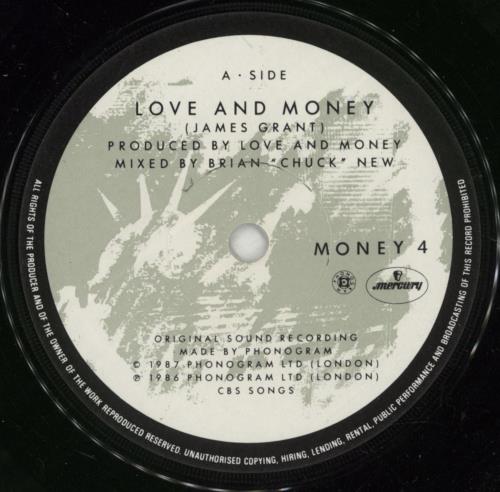 A · SIDE
LOVE AND MONEY
(JAMES GRANT)
PRODUCED BY LOVE AND MONEY
MIXED BY BRIAN "CHUCK" NEW
MONEY 4
mercury
ORIGINAL SOUND RECORDING
MADE BY PHONOGRAM
© 1987 PHONOGRAM LTD (LONDON)
℗ 1986 PHONOGRAM LTD (LONDON)
CBS SONGS
ALL RIGHTS OF THE PRODUCER AND OF THE OWNER OF THE WORK REPRODUCED RESERVED. UNAUTHORISED COPYING, HIRING, LENDING, RENTAL, PUBLIC PERFORMANCE AND BROADCASTING OF THIS RECORD PROHIBITED